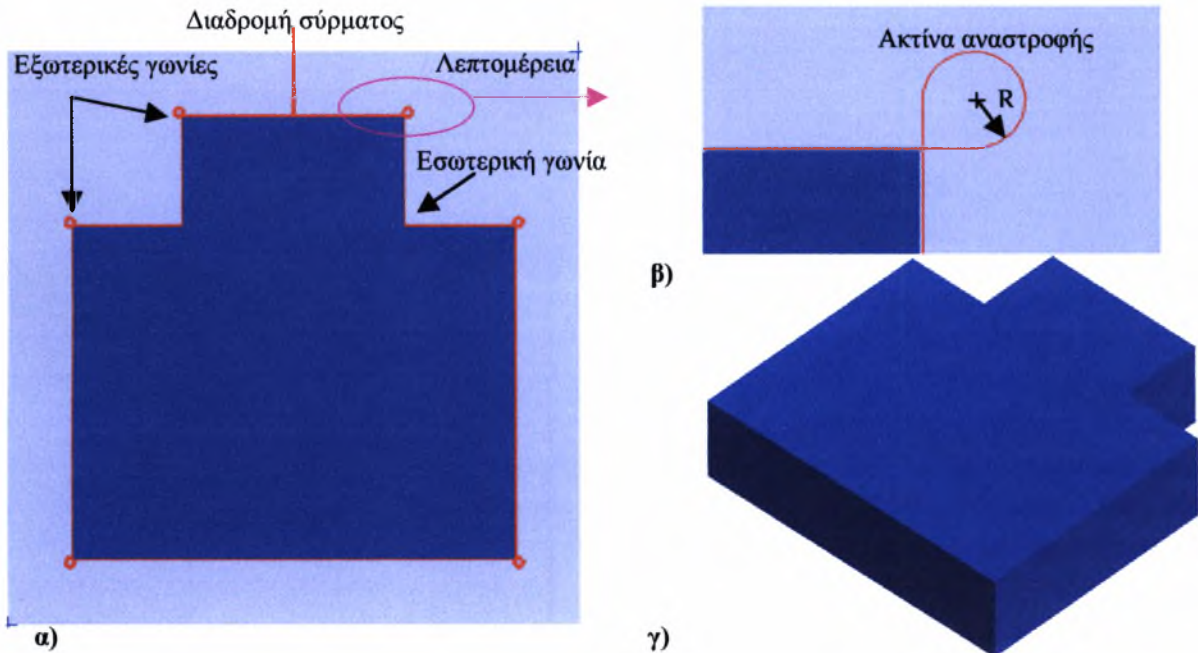 Διαδρομή σύρματος
Εξωτερικές γωνίες
Λεπτομέρεια
Εσωτερική γωνία
α)
Ακτίνα αναστροφής
R
β)
γ)